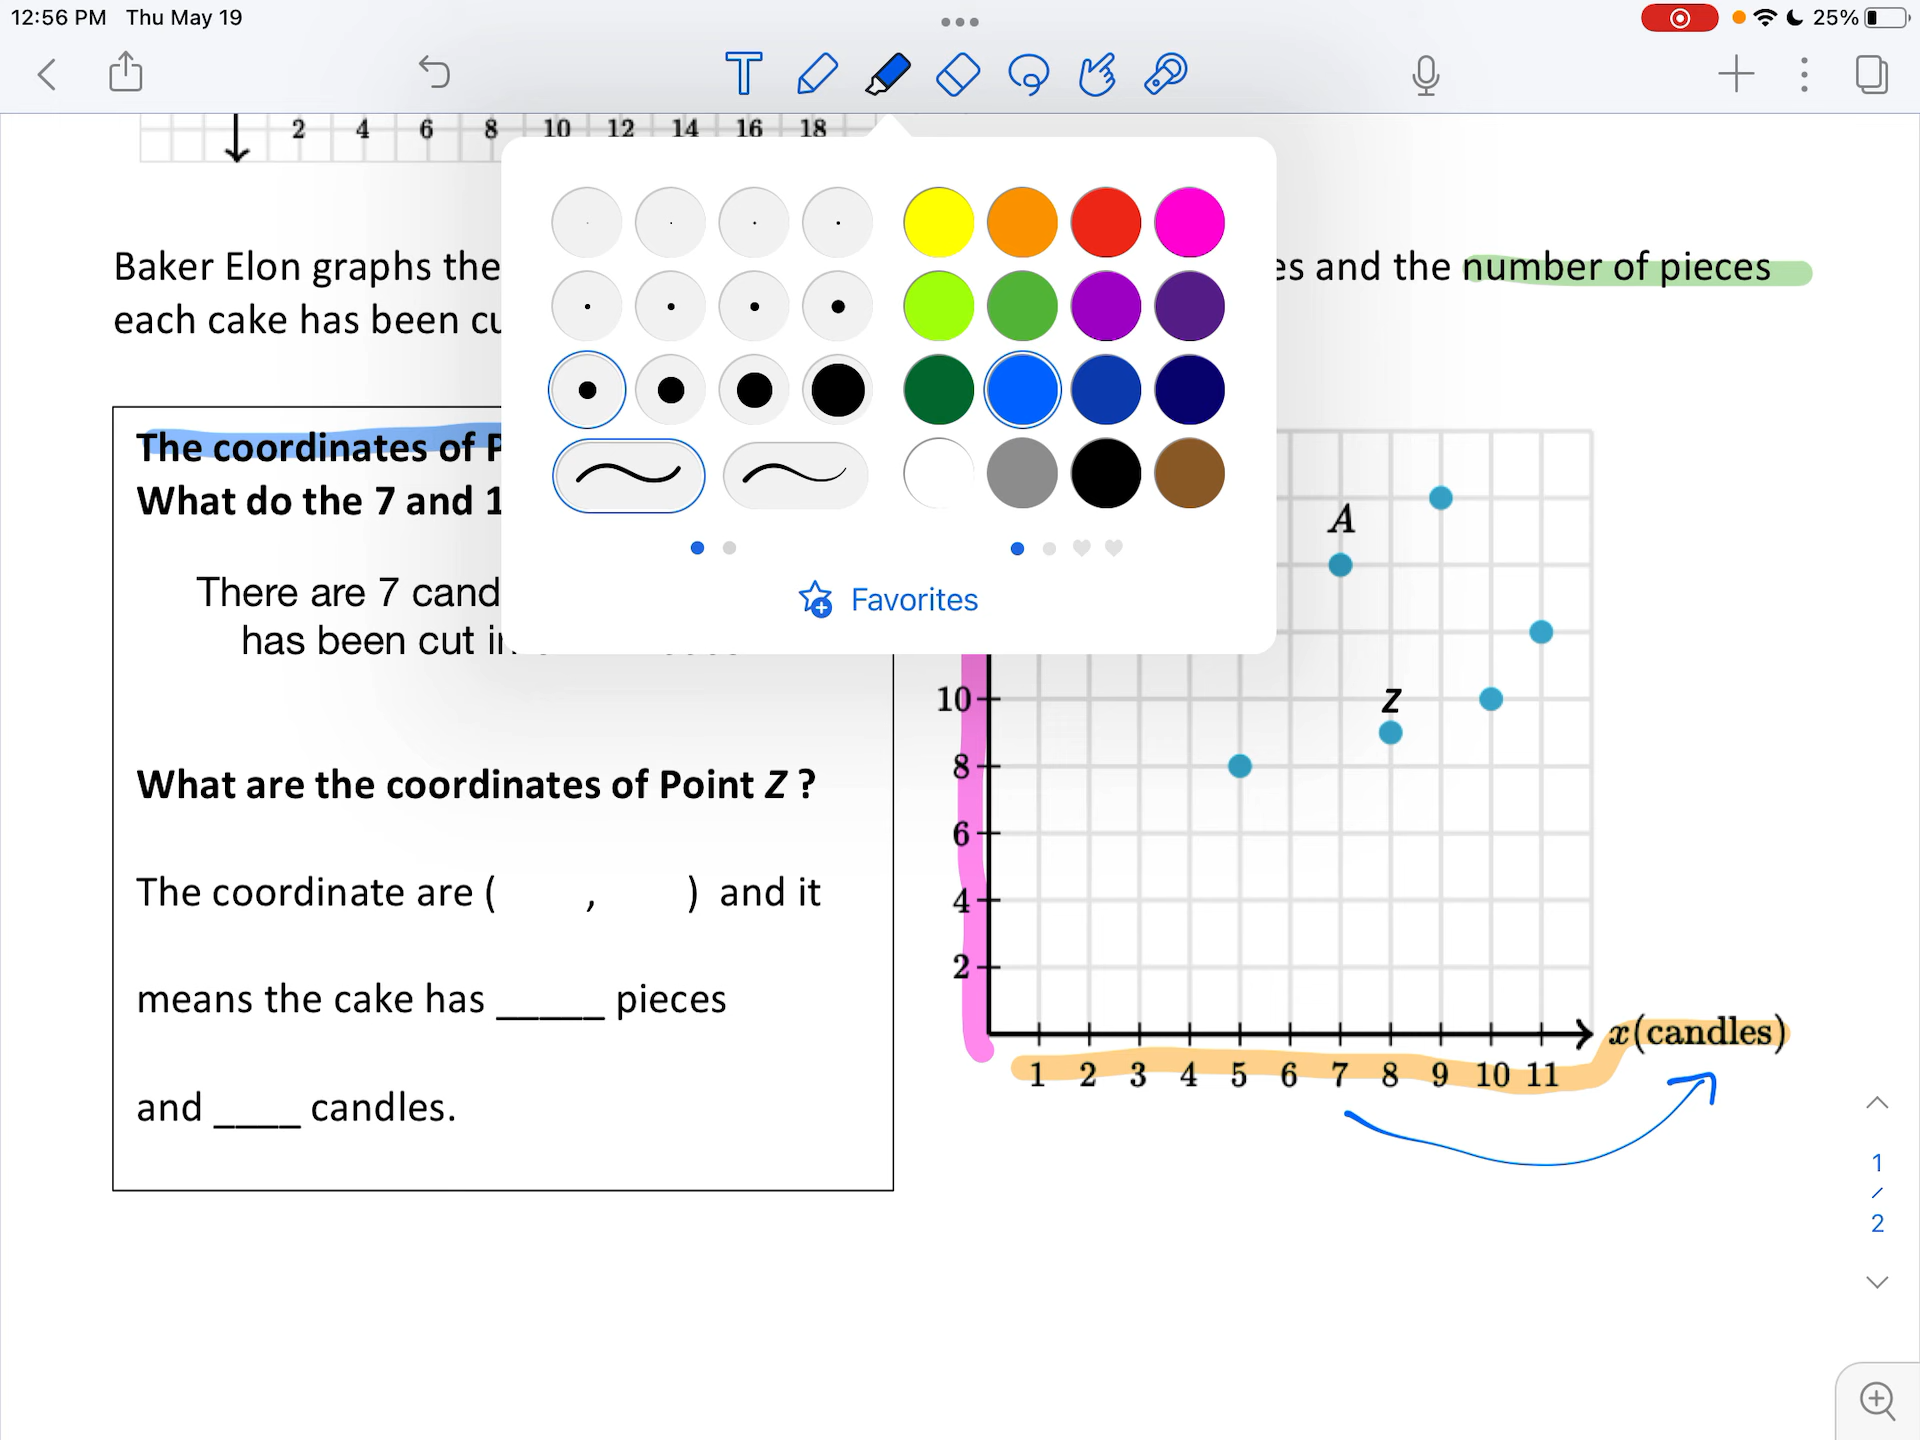 12:56 PM Thu May 19
25%
T
2 4 6 8 10 12 14 16 18
Baker Elon graphs the
es and the number of pieces
each cake has been cu
The coordinates of P
What do the 7 and 1
There are 7 cand
has been cut in
What are the coordinates of Point Z ?
The coordinate are ( , ) and it
means the cake has _____ pieces
and ____ candles.
Favorites
A
Z
10
8
6
4
2
x(candles)
1 2 3 4 5 6 7 8 9 10 11
1
/
2